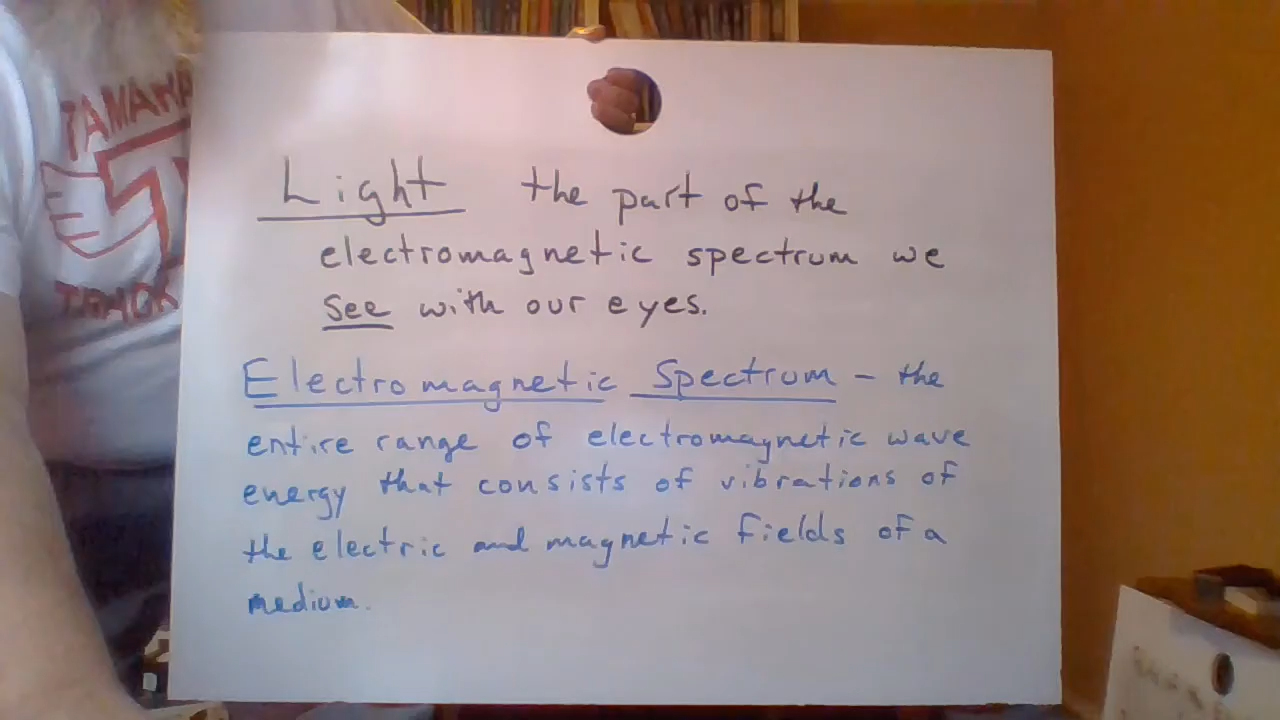 TAMARA
Light the part of the
electromagnetic spectrum we
see with our eyes.
Electromagnetic Spectrum – the
entire range of electromagnetic wave
energy that consists of vibrations of
the electric and magnetic fields of a
medium.